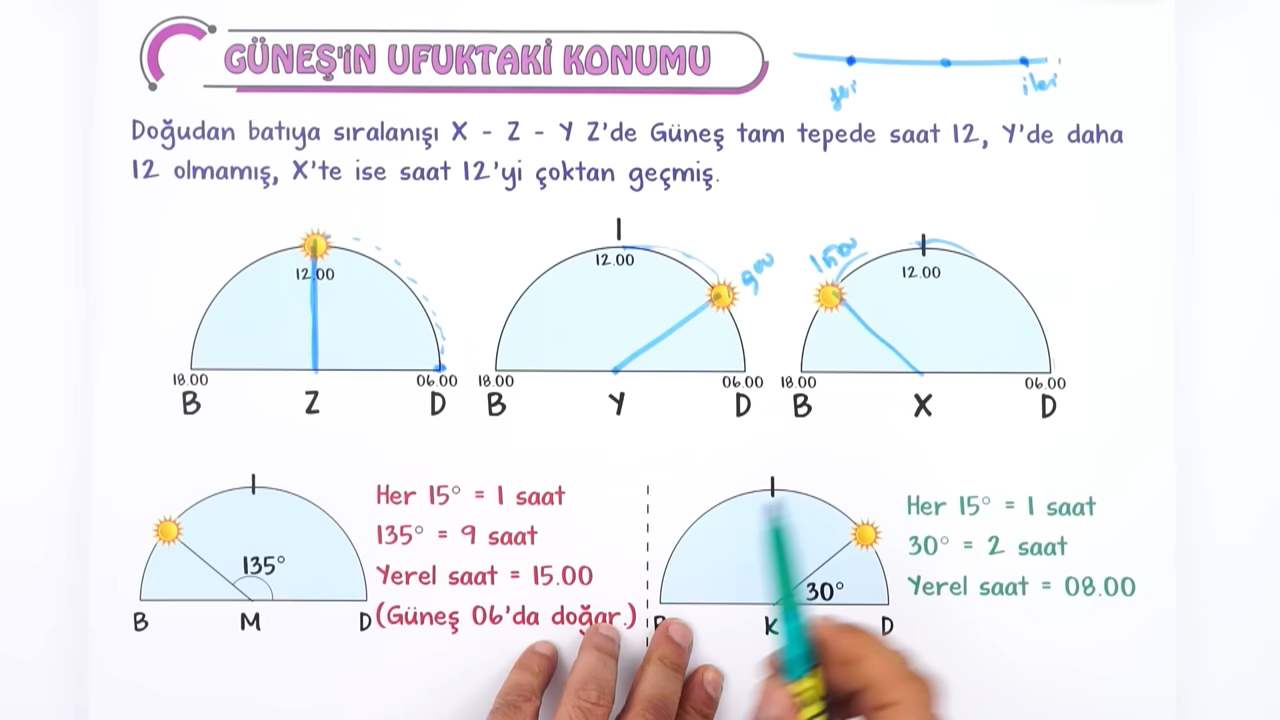 GÜNEŞ'İN UFUKTAKİ KONUMU
geri
ileri
Doğudan batıya sıralanışı X - Z - Y Z'de Güneş tam tepede saat 12, Y'de daha
12 olmamış, X'te ise saat 12'yi çoktan geçmiş.
12.00
18.00
06.00
B
Z
D
12.00
900
18.00
06.00
B
Y
D
1500
12.00
18.00
06.00
B
X
D
135°
B
M
D
Her 15° = 1 saat
135° = 9 saat
Yerel saat = 15.00
(Güneş 06'da doğar.)
30°
K
D
Her 15° = 1 saat
30° = 2 saat
Yerel saat = 08.00